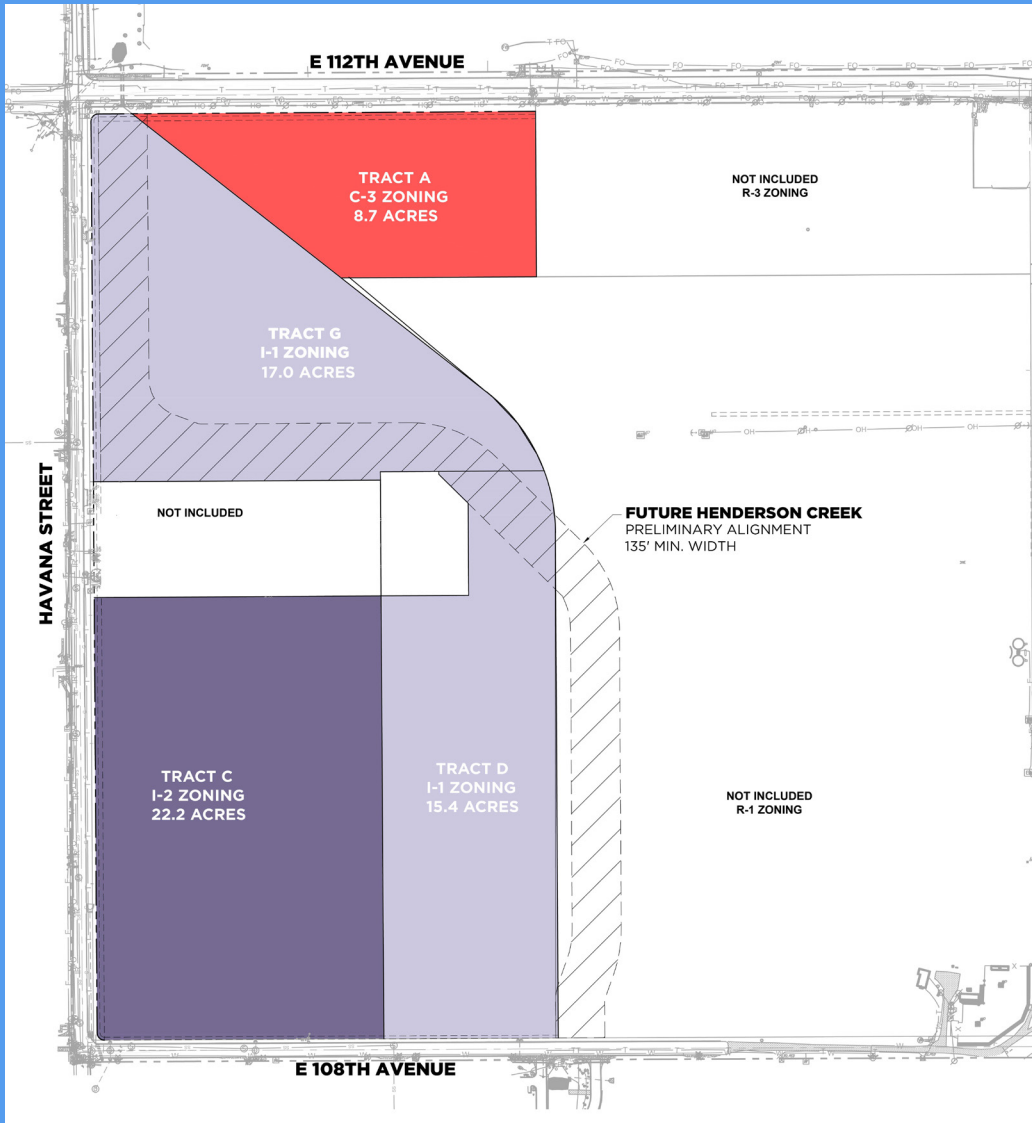 E 112TH AVENUE
TRACT A
C-3 ZONING
8.7 ACRES
NOT INCLUDED
R-3 ZONING
TRACT G
I-1 ZONING
17.0 ACRES
HAVANA STREET
NOT INCLUDED
FUTURE HENDERSON CREEK
PRELIMINARY ALIGNMENT
135' MIN. WIDTH
TRACT C
I-2 ZONING
22.2 ACRES
TRACT D
I-1 ZONING
15.4 ACRES
NOT INCLUDED
R-1 ZONING
E 108TH AVENUE